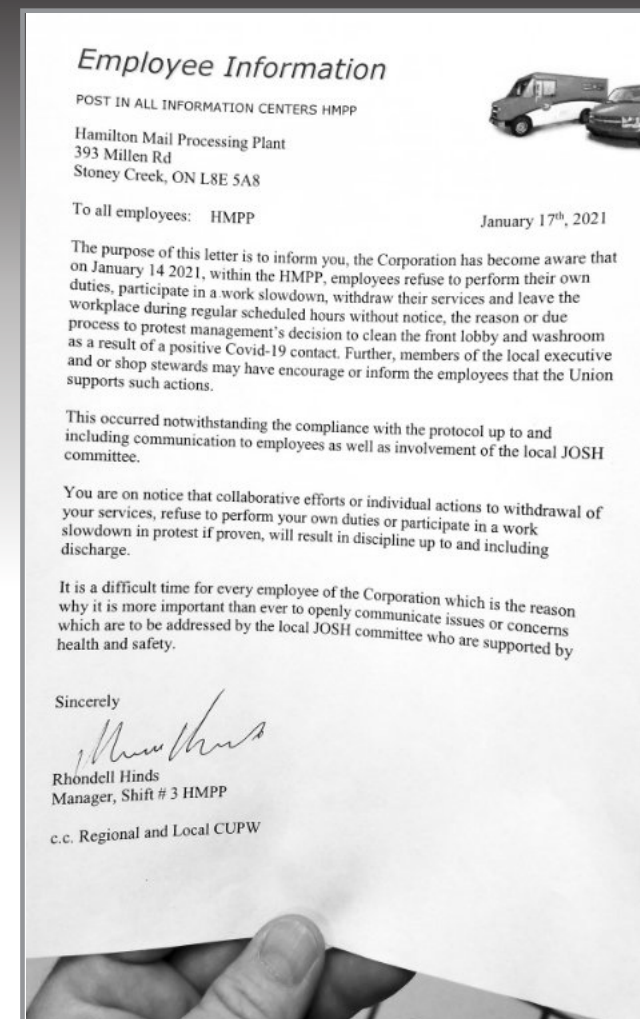 Employee Information
POST IN ALL INFORMATION CENTERS HMPP
Hamilton Mail Processing Plant
393 Millen Rd
Stoney Creek, ON L8E 5A8
To all employees: HMPP
January 17th, 2021
The purpose of this letter is to inform you, the Corporation has become aware that
on January 14 2021, within the HMPP, employees refuse to perform their own
duties, participate in a work slowdown, withdraw their services and leave the
workplace during regular scheduled hours without notice, the reason or due
process to protest management's decision to clean the front lobby and washroom
as a result of a positive Covid-19 contact. Further, members of the local executive
and or shop stewards may have encourage or inform the employees that the Union
supports such actions.
This occurred notwithstanding the compliance with the protocol up to and
including communication to employees as well as involvement of the local JOSH
committee.
You are on notice that collaborative efforts or individual actions to withdrawal of
your services, refuse to perform your own duties or participate in a work
slowdown in protest if proven, will result in discipline up to and including
discharge.
It is a difficult time for every employee of the Corporation which is the reason
why it is more important than ever to openly communicate issues or concerns
which are to be addressed by the local JOSH committee who are supported by
health and safety.
Sincerely
Rhondell Hinds
Manager, Shift # 3 HMPP
c.c. Regional and Local CUPW